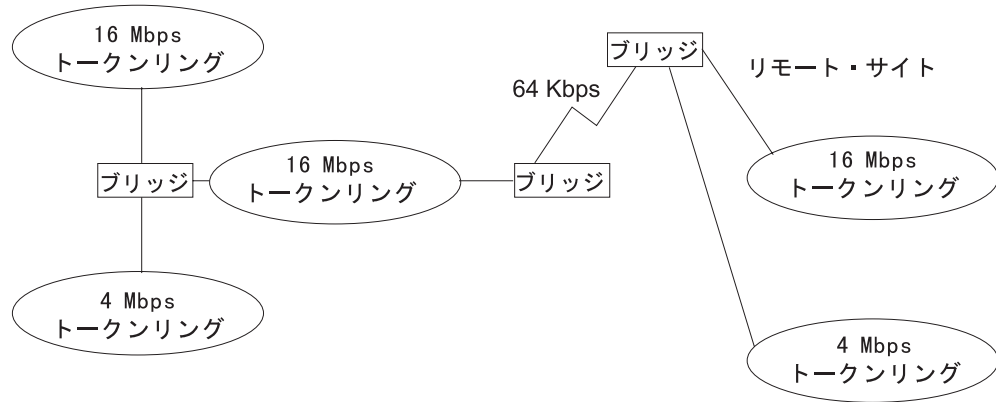 16 Mbps
トークンリング
ブリッジ
リモート・サイト
64 Kbps
16 Mbps
トークンリング
ブリッジ
16 Mbps
トークンリング
ブリッジ
4 Mbps
トークンリング
4 Mbps
トークンリング